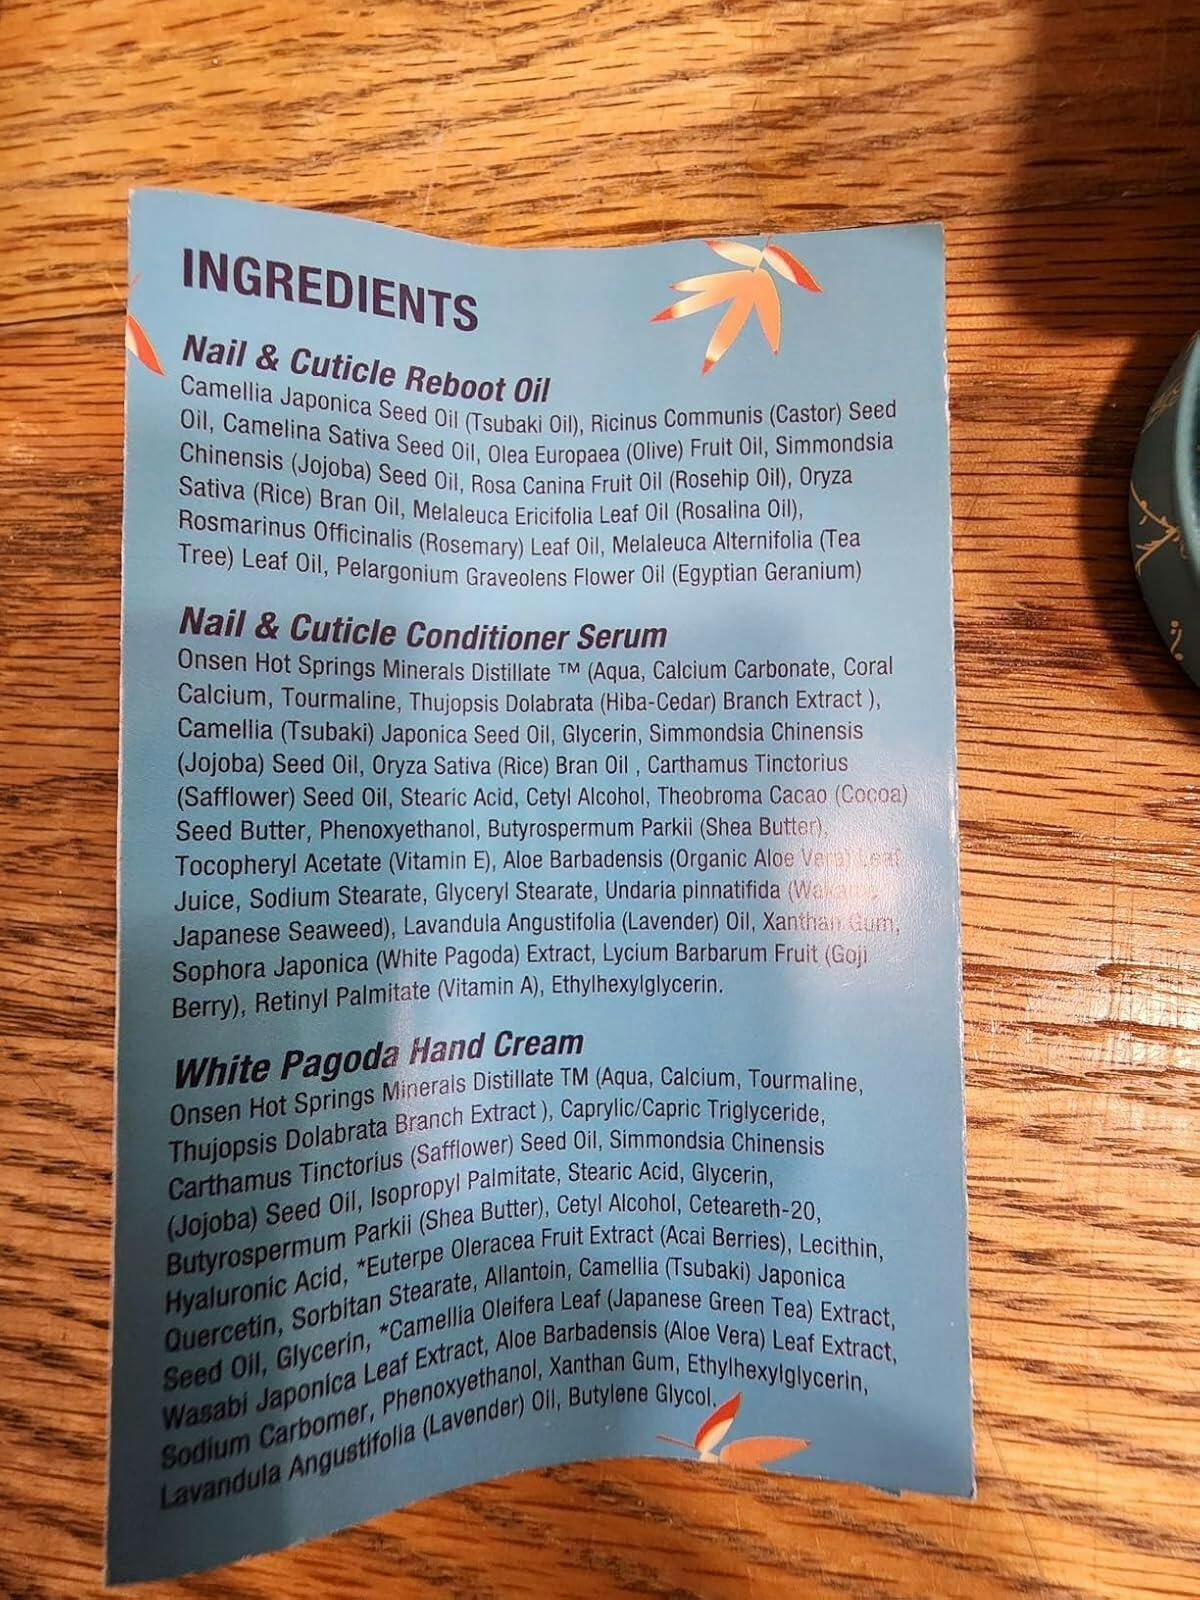 INGREDIENTS
Nail & Cuticle Reboot Oil
Camellia Japonica Seed Oil (Tsubaki Oil), Ricinus Communis (Castor) Seed
Oil, Camelina Sativa Seed Oil, Olea Europaea (Olive) Fruit Oil, Simmondsia
Chinensis (Jojoba) Seed Oil, Rosa Canina Fruit Oil (Rosehip Oil), Oryza
Sativa (Rice) Bran Oil, Melaleuca Ericifolia Leaf Oil (Rosalina Oil),
Rosmarinus Officinalis (Rosemary) Leaf Oil, Melaleuca Alternifolia (Tea
Tree) Leaf Oil, Pelargonium Graveolens Flower Oil (Egyptian Geranium)
Nail & Cuticle Conditioner Serum
Onsen Hot Springs Minerals Distillate ™ (Aqua, Calcium Carbonate, Coral
Calcium, Tourmaline, Thujopsis Dolabrata (Hiba-Cedar) Branch Extract ),
Camellia (Tsubaki) Japonica Seed Oil, Glycerin, Simmondsia Chinensis
(Jojoba) Seed Oil, Oryza Sativa (Rice) Bran Oil , Carthamus Tinctorius
(Safflower) Seed Oil, Stearic Acid, Cetyl Alcohol, Theobroma Cacao (Cocoa)
Seed Butter, Phenoxyethanol, Butyrospermum Parkii (Shea Butter),
Tocopheryl Acetate (Vitamin E), Aloe Barbadensis (Organic Aloe Vera) Leaf
Juice, Sodium Stearate, Glyceryl Stearate, Undaria pinnatifida (Wakame,
Japanese Seaweed), Lavandula Angustifolia (Lavender) Oil, Xanthan Gum,
Sophora Japonica (White Pagoda) Extract, Lycium Barbarum Fruit (Goji
Berry), Retinyl Palmitate (Vitamin A), Ethylhexylglycerin.
White Pagoda Hand Cream
Onsen Hot Springs Minerals Distillate TM (Aqua, Calcium, Tourmaline,
Thujopsis Dolabrata Branch Extract ), Caprylic/Capric Triglyceride,
Carthamus Tinctorius (Safflower) Seed Oil, Simmondsia Chinensis
(Jojoba) Seed Oil, Isopropyl Palmitate, Stearic Acid, Glycerin,
Butyrospermum Parkii (Shea Butter), Cetyl Alcohol, Ceteareth-20,
Hyaluronic Acid, *Euterpe Oleracea Fruit Extract (Acai Berries), Lecithin,
Quercetin, Sorbitan Stearate, Allantoin, Camellia (Tsubaki) Japonica
Seed Oil, Glycerin, *Camellia Oleifera Leaf (Japanese Green Tea) Extract,
Wasabi Japonica Leaf Extract, Aloe Barbadensis (Aloe Vera) Leaf Extract,
Sodium Carbomer, Phenoxyethanol, Xanthan Gum, Ethylhexylglycerin,
Lavandula Angustifolia (Lavender) Oil, Butylene Glycol.